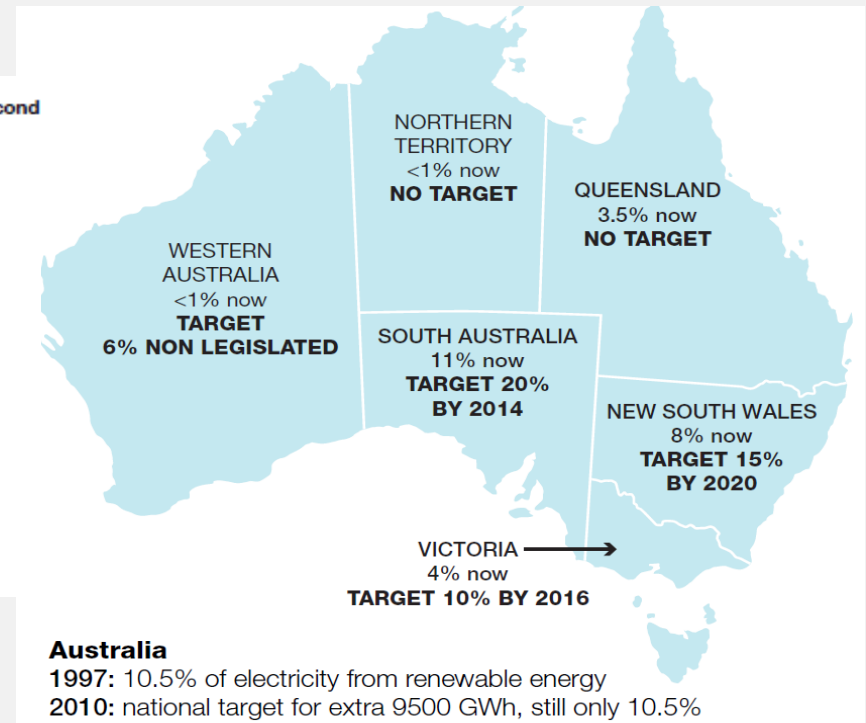 NORTHERN
TERRITORY
<1% now
NO TARGET
QUEENSLAND
3.5% now
NO TARGET
WESTERN
AUSTRALIA
<1% now
TARGET
6% NON LEGISLATED
SOUTH AUSTRALIA
11% now
TARGET 20%
BY 2014
NEW SOUTH WALES
8% now
TARGET 15%
BY 2020
VICTORIA
4% now
TARGET 10% BY 2016
Australia
1997: 10.5% of electricity from renewable energy
2010: national target for extra 9500 GWh, still only 10.5%